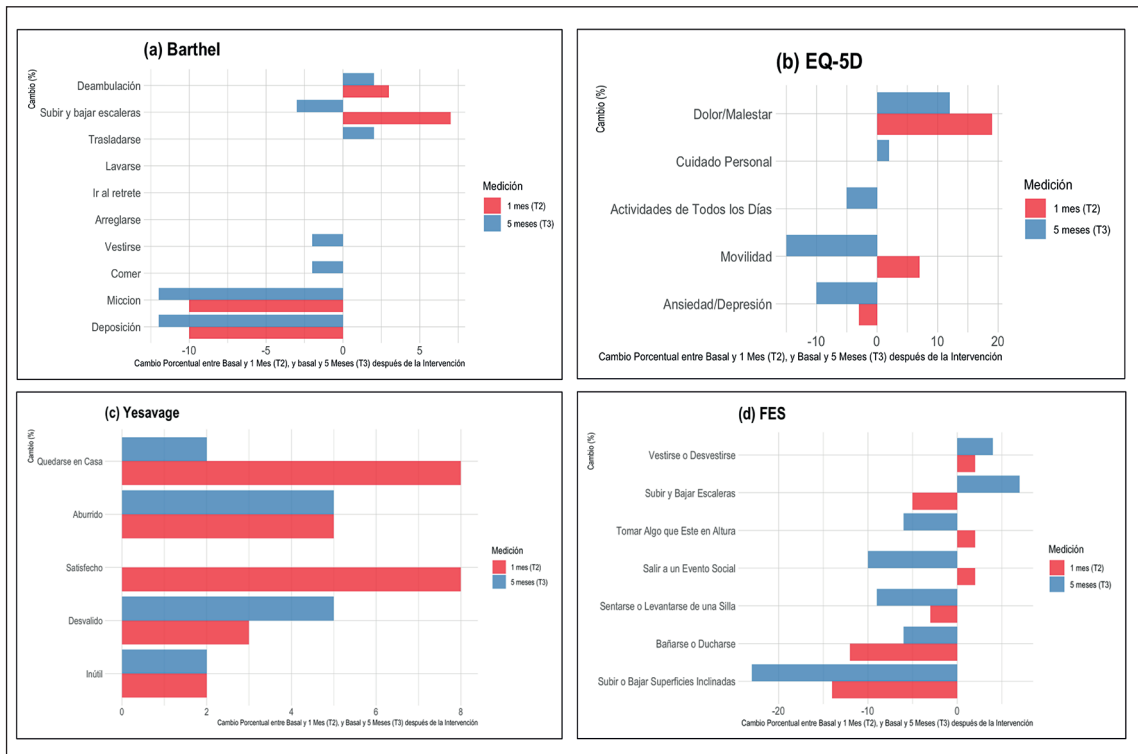 (a) Barthel
Cambio (%)
Deambulación
Subir y bajar escaleras
Trasladarse
Lavarse
Ir al retrete
Arreglarse
Vestirse
Comer
Miccion
Deposición
-10
-5
0
5
Cambio Porcentual entre Basal y 1 Mes (T2), y basal y 5 Meses (T3) después de la Intervención
Medición
1 mes (T2)
5 meses (T3)
(b) EQ-5D
Cambio (%)
Dolor/Malestar
Cuidado Personal
Actividades de Todos los Días
Movilidad
Ansiedad/Depresión
-10
0
10
20
Cambio Porcentual entre Basal y 1 Mes (T2), y Basal y 5 Meses (T3) después de la Intervención
Medición
1 mes (T2)
5 meses (T3)
(c) Yesavage
Cambio (%)
Quedarse en Casa
Aburrido
Satisfecho
Desvalido
Inútil
0
2
4
6
8
Cambio Porcentual entre Basal y 1 Mes (T2), y Basal y 5 Meses (T3) después de la Intervención
Medición
1 mes (T2)
5 meses (T3)
(d) FES
Cambio (%)
Vestirse o Desvestirse
Subir y Bajar Escaleras
Tomar Algo que Este en Altura
Salir a un Evento Social
Sentarse o Levantarse de una Silla
Bañarse o Ducharse
Subir o Bajar Superficies Inclinadas
-20
-10
0
Cambio Porcentual entre Basal y 1 Mes (T2), y Basal y 5 Meses (T3) después de la Intervención
Medición
1 mes (T2)
5 meses (T3)